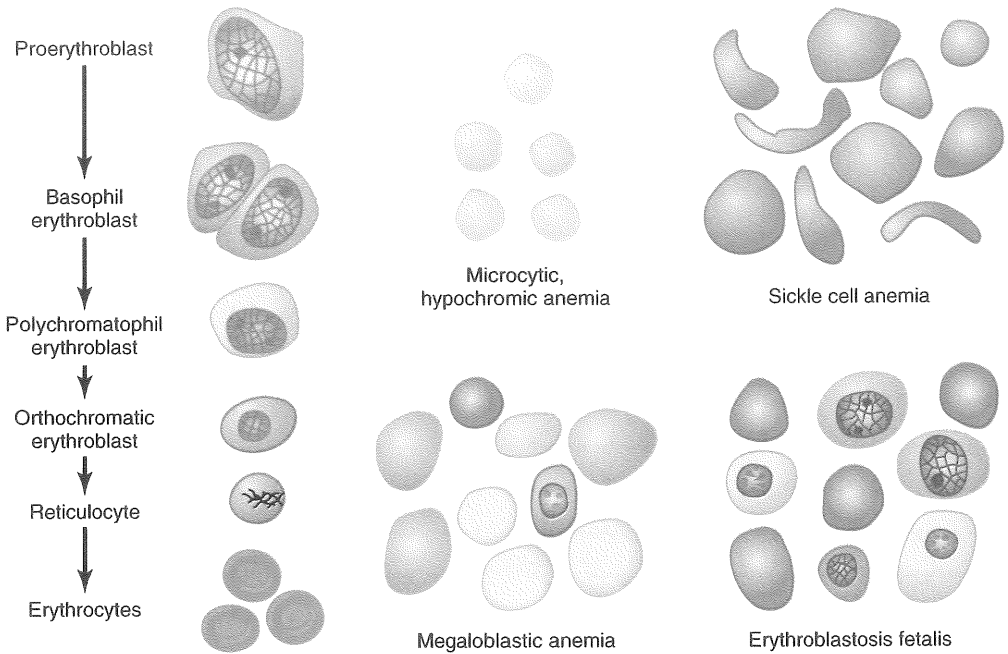 Proerythroblast
Basophil
erythroblast
Polychromatophil
erythroblast
Orthochromatic
erythroblast
Reticulocyte
Erythrocytes
Microcytic,
hypochromic anemia
Sickle cell anemia
Megaloblastic anemia
Erythroblastosis fetalis